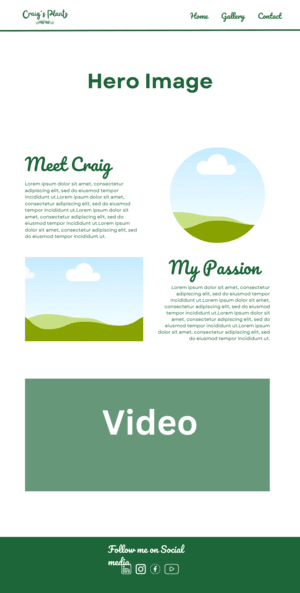 Craig's Plants
Home Gallery Contact
Hero Image
Meet Craig
Lorem ipsum dolor sit amet, consectetur
adipiscing elit, sed do eiusmod tempor
incididunt ut.Lorem ipsum dolor sit amet,
consectetur adipiscing elit, sed do eiusmod
tempor incididunt ut.Lorem ipsum dolor sit
amet, consectetur adipiscing elit, sed do
eiusmod tempor incididunt ut.Lorem ipsum
dolor sit amet, consectetur adipiscing elit, sed
do eiusmod tempor incididunt ut.
My Passion
Lorem ipsum dolor sit amet, consectetur
adipiscing elit, sed do eiusmod tempor
incididunt ut.Lorem ipsum dolor sit amet,
consectetur adipiscing elit, sed do eiusmod
tempor incididunt ut.Lorem ipsum dolor sit
amet, consectetur adipiscing elit, sed do
eiusmod tempor incididunt ut.Lorem ipsum
dolor sit amet, consectetur adipiscing elit, sed
do eiusmod tempor incididunt ut.
Video
Follow me on Social
media